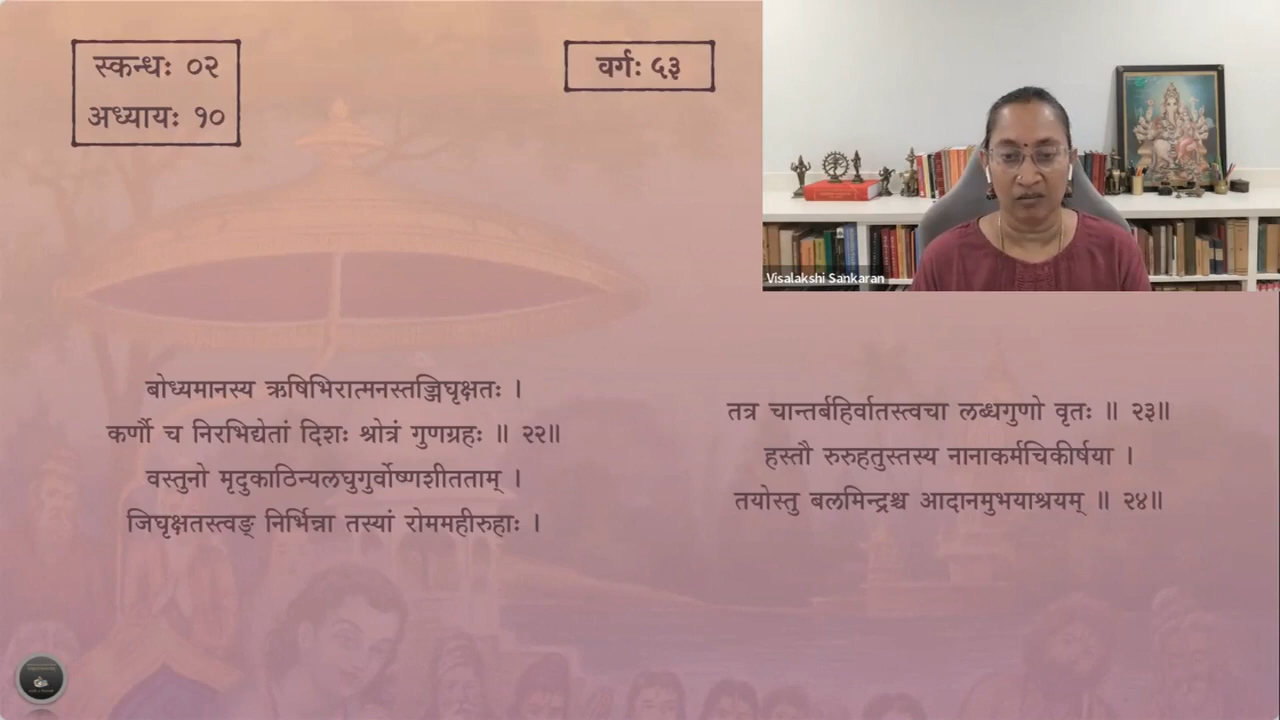 स्कन्धः ०२
अध्यायः १०
वर्गः ५३
Visalakshi Sankaran
बोध्यमानस्य ऋषिभिरात्मनस्तज्जिघृक्षतः ।
कर्णौ च निरभिद्येतां दिशः श्रोत्रं गुणग्रहः ॥ २२॥
वस्तुनो मृदुकाठिन्यलघुगुर्वोष्णशीतताम् ।
जिघृक्षतस्त्वङ् निर्भिन्ना तस्यां रोममहीरुहाः ।
तत्र चान्तर्बहिर्वातस्त्वचा लब्धगुणो वृतः ॥ २३॥
हस्तौ रुरुहतुस्तस्य नानाकर्मचिकीर्षया ।
तयोस्तु बलमिन्द्रश्च आदानमुभयाश्रयम् ॥ २४॥